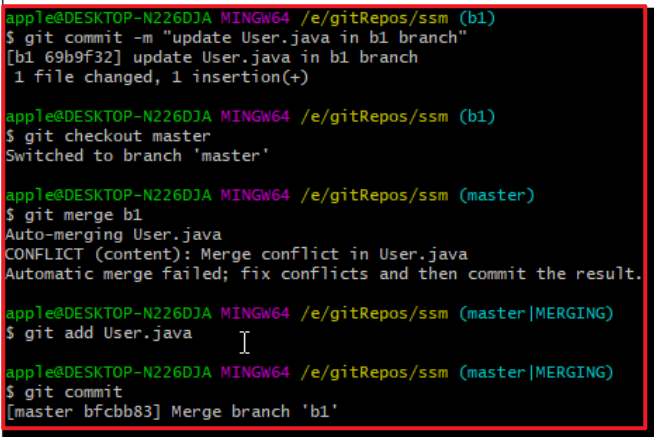 apple@DESKTOP-N226DJA MINGW64 /e/gitRepos/ssm (b1)
$ git commit -m "update User.java in b1 branch"
[b1 69b9f32] update User.java in b1 branch
 1 file changed, 1 insertion(+)
apple@DESKTOP-N226DJA MINGW64 /e/gitRepos/ssm (b1)
$ git checkout master
Switched to branch 'master'
apple@DESKTOP-N226DJA MINGW64 /e/gitRepos/ssm (master)
$ git merge b1
Auto-merging User.java
CONFLICT (content): Merge conflict in User.java
Automatic merge failed; fix conflicts and then commit the result.
apple@DESKTOP-N226DJA MINGW64 /e/gitRepos/ssm (master|MERGING)
$ git add User.java
apple@DESKTOP-N226DJA MINGW64 /e/gitRepos/ssm (master|MERGING)
$ git commit
[master bfcbb83] Merge branch 'b1'